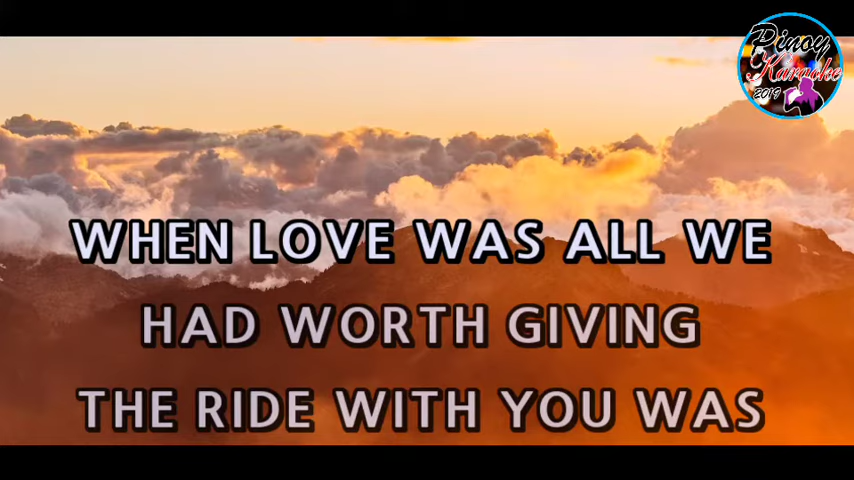 Pinoy
Karaoke
2019
WHEN LOVE WAS ALL WE
HAD WORTH GIVING
THE RIDE WITH YOU WAS